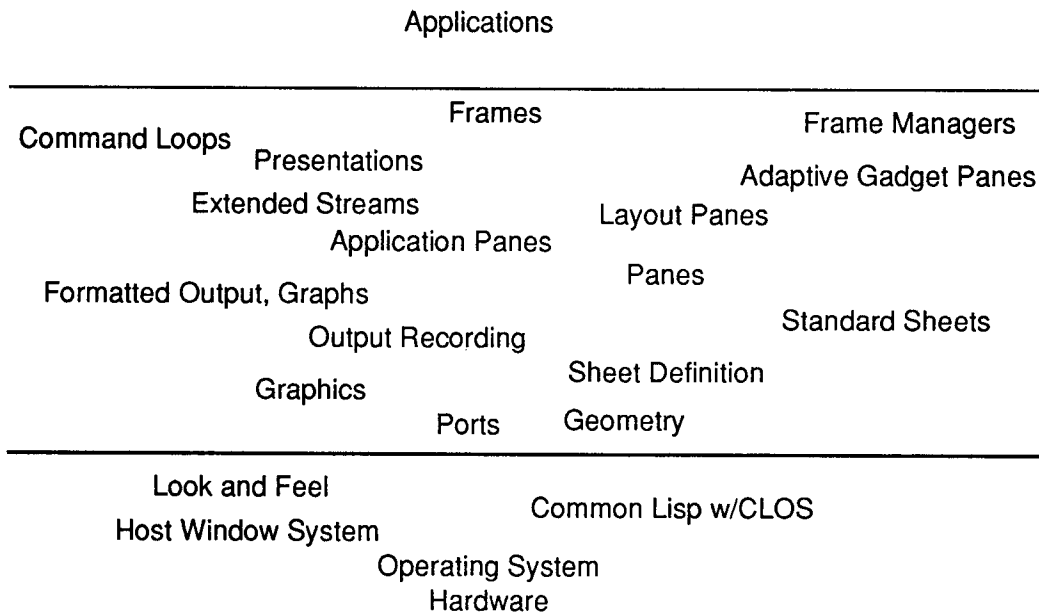 Applications
Frames
Frame Managers
Command Loops
Presentations
Adaptive Gadget Panes
Extended Streams
Layout Panes
Application Panes
Panes
Formatted Output, Graphs
Standard Sheets
Output Recording
Sheet Definition
Graphics
Ports
Geometry
Look and Feel
Common Lisp w/CLOS
Host Window System
Operating System
Hardware